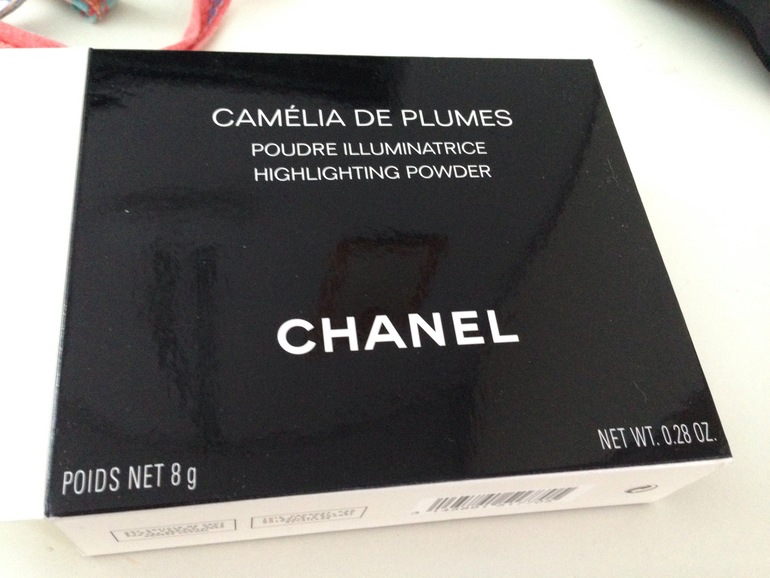 CAMÉLIA DE PLUMES
POUDRE ILLUMINATRICE
HIGHLIGHTING POWDER
CHANEL
POIDS NET 8 g
NET WT. 0.28 OZ.